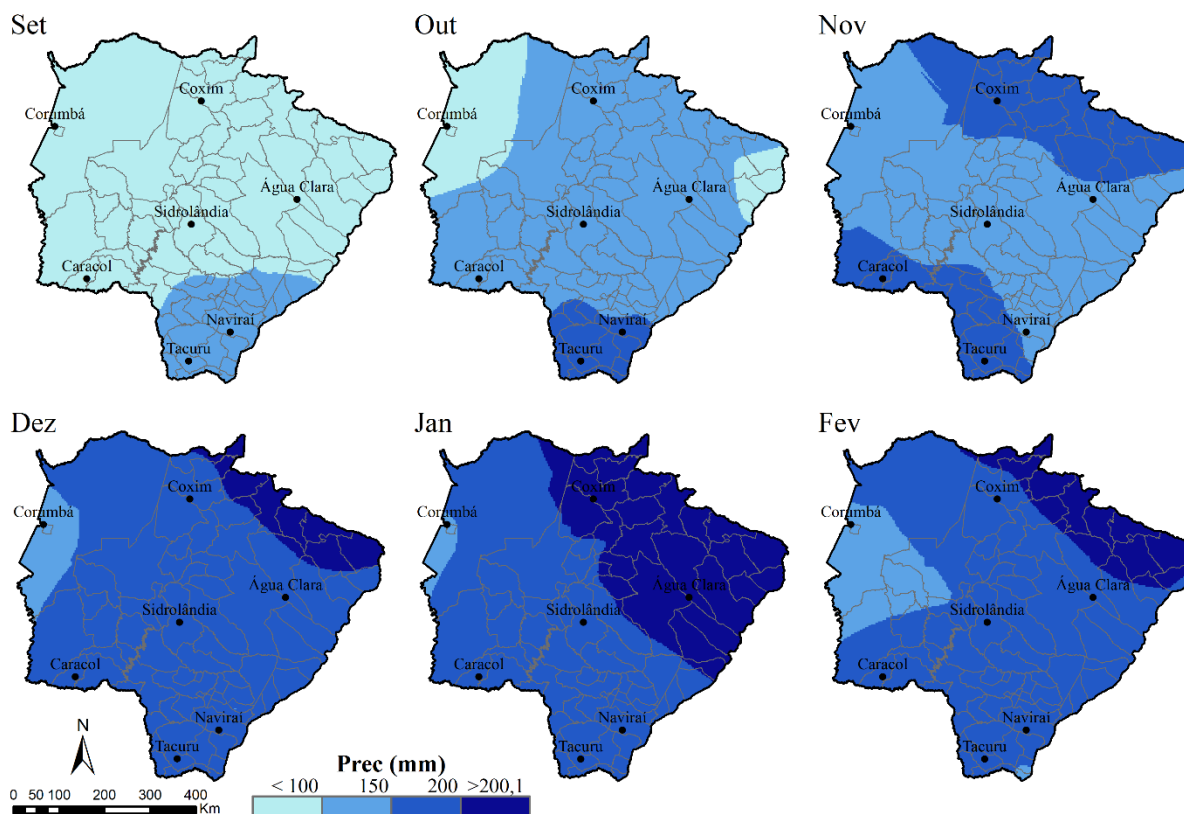 Set
Coxim
Corumbá
Água Clara
Sidrolândia
Caracol
Naviraí
Tacuru
Out
Coxim
Corumbá
Água Clara
Sidrolândia
Caracol
Naviraí
Tacuru
Nov
Coxim
Corumbá
Água Clara
Sidrolândia
Caracol
Naviraí
Tacuru
Dez
Coxim
Corumbá
Água Clara
Sidrolândia
Caracol
Naviraí
Tacuru
Jan
Coxim
Corumbá
Água Clara
Sidrolândia
Caracol
Naviraí
Tacuru
Fev
Coxim
Corumbá
Água Clara
Sidrolândia
Caracol
Naviraí
Tacuru
N
0 50 100 200 300 400
Km
Prec (mm)
< 100 150 200 >200,1